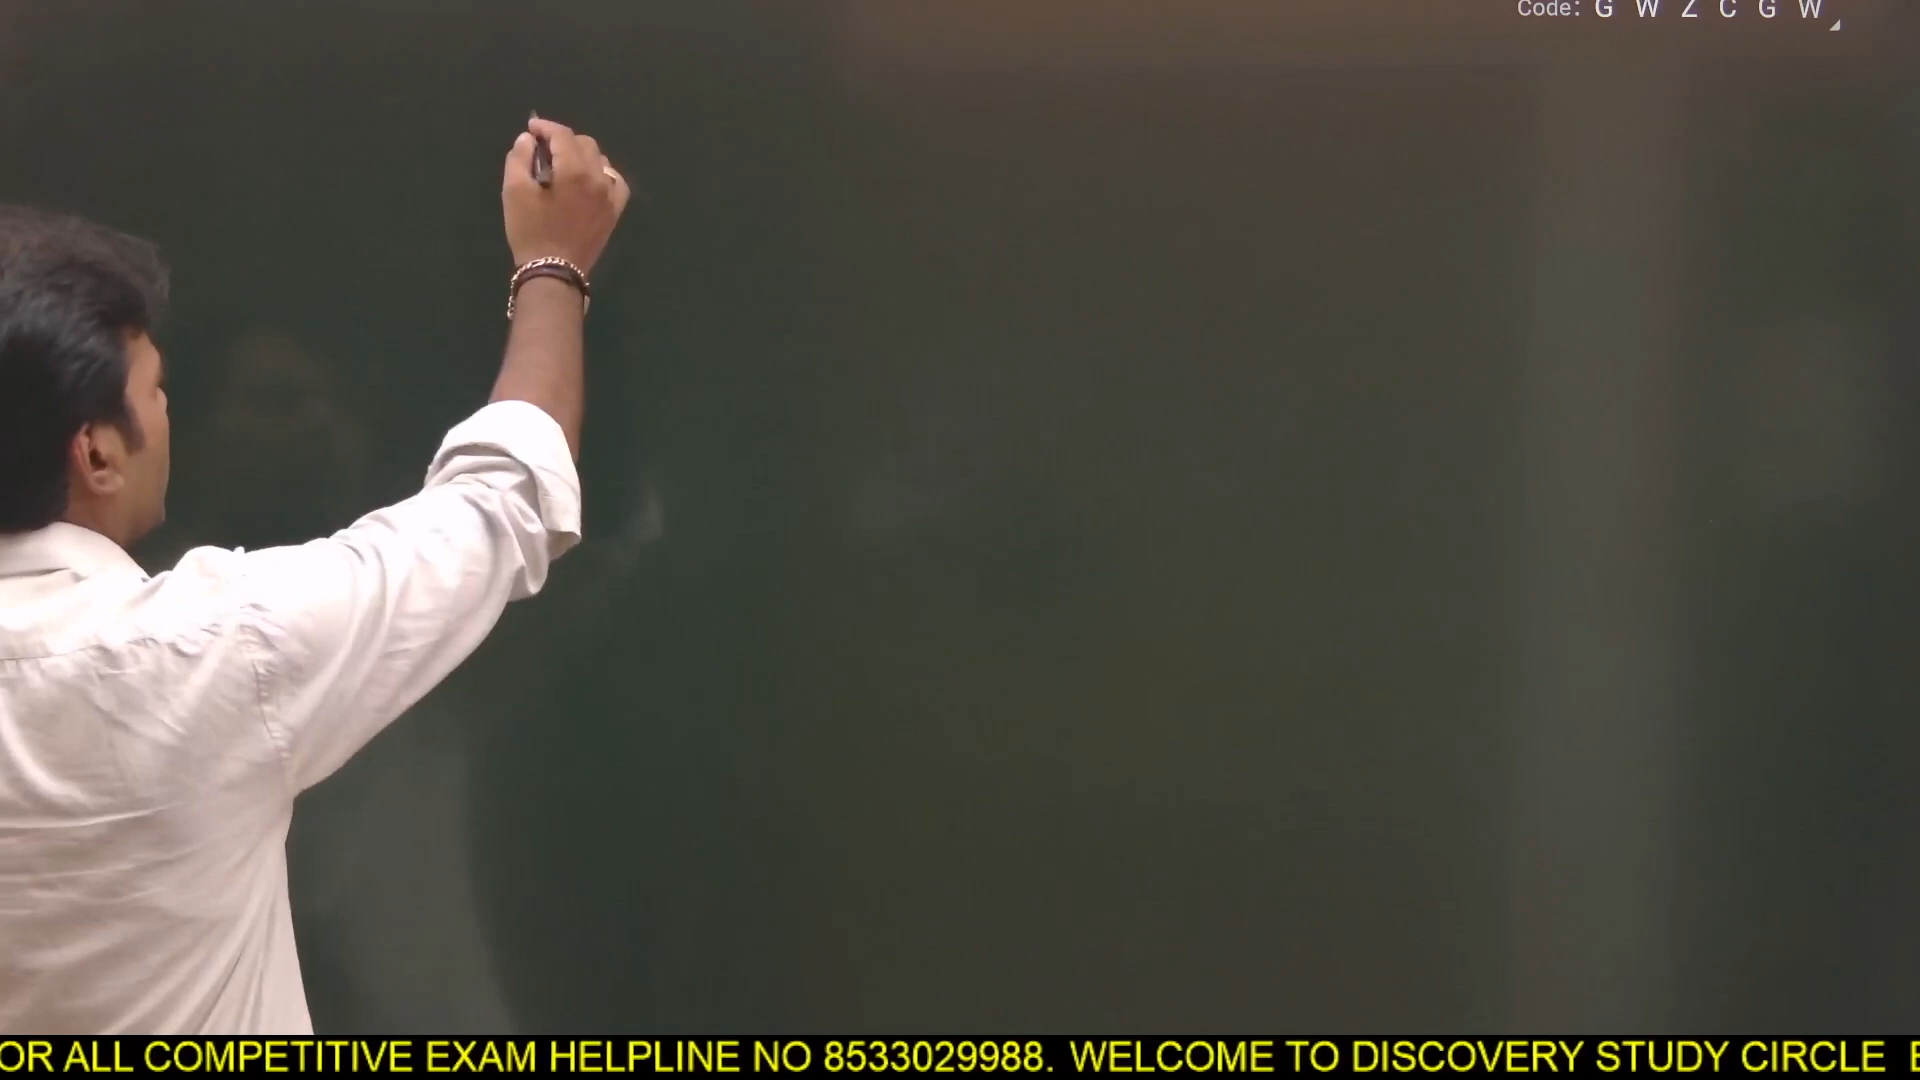 Code: G W Z C G W
OR ALL COMPETITIVE EXAM HELPLINE NO 8533029988. WELCOME TO DISCOVERY STUDY CIRCLE